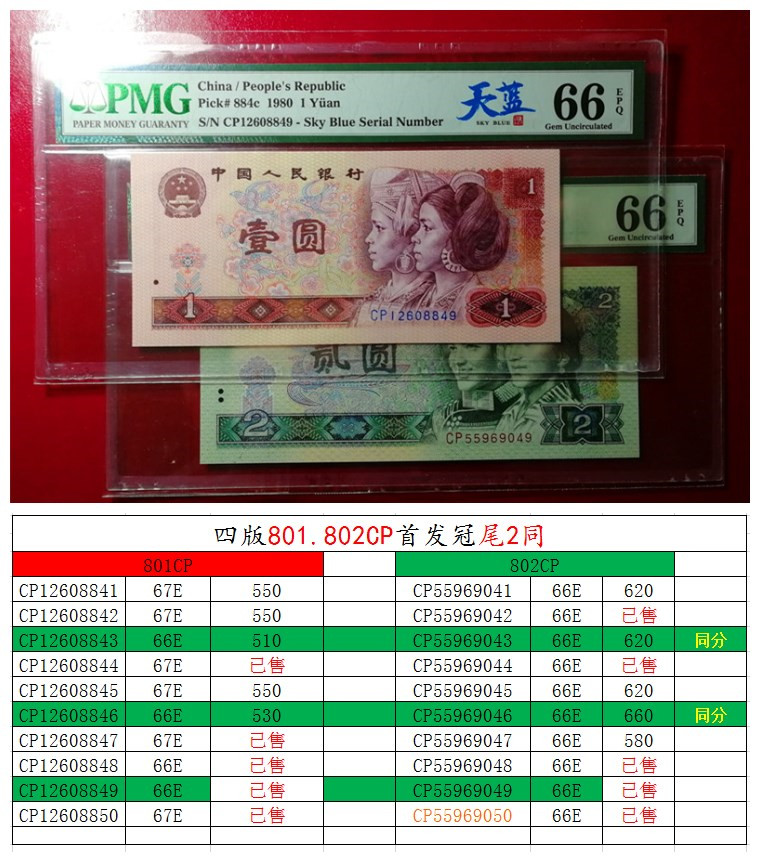 PMG
PAPER MONEY GUARANTY
China / People's Republic
Pick# 884c 1980 1 Yüan
S/N CP12608849 - Sky Blue Serial Number
天蓝
SKY BLUE
66 EPQ
Gem Uncirculated
66 EPQ
Gem Uncirculated
中国人民银行
1
壹圆
1
CP12608849
1
2
贰圆
2
CP55969049
2
四版801.802CP首发冠尾2同
801CP 802CP
CP12608841 67E 550 CP55969041 66E 620
CP12608842 67E 550 CP55969042 66E 已售
CP12608843 66E 510 CP55969043 66E 620 同分
CP12608844 67E 已售 CP55969044 66E 已售
CP12608845 67E 550 CP55969045 66E 620
CP12608846 66E 530 CP55969046 66E 660 同分
CP12608847 67E 已售 CP55969047 66E 580
CP12608848 66E 已售 CP55969048 66E 已售
CP12608849 66E 已售 CP55969049 66E 已售
CP12608850 67E 已售 CP55969050 66E 已售